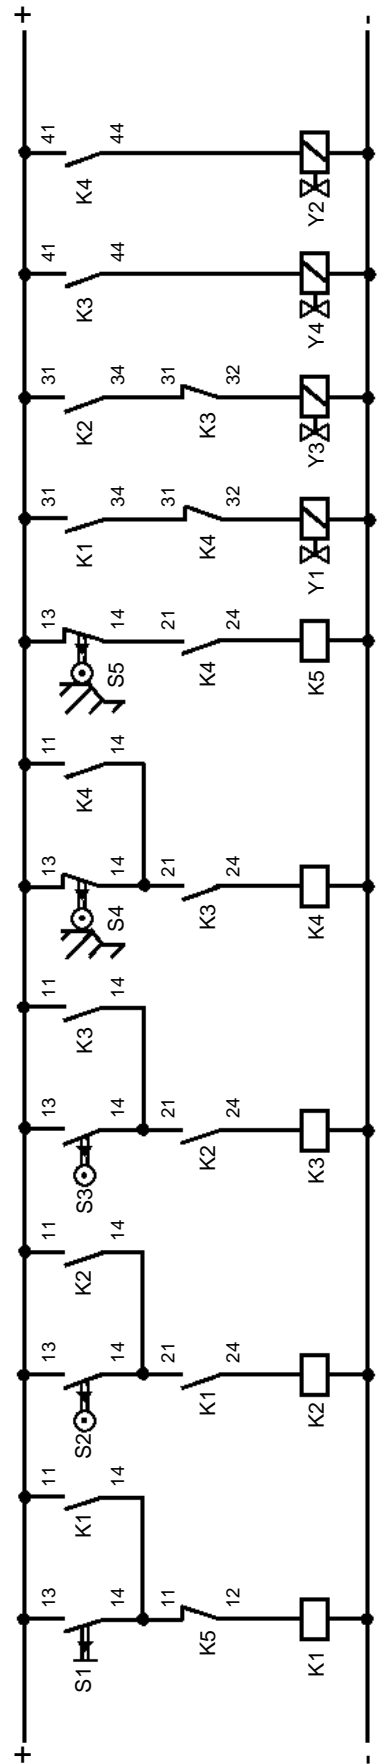 + +
13 11 13 11 13 11 13 11 13 31 31 41 41
S1 K1 S2 K2 S3 K3 S4 K4 S5 K1 K2 K3 K4
14 14 14 14 14 14 14 14 14 34 34 44 44
11 21 21 21 21 31 31
K5 K1 K2 K3 K4 K4 K3
12 24 24 24 24 32 32
K1 K2 K3 K4 K5 Y1 Y3 Y4 Y2
- -